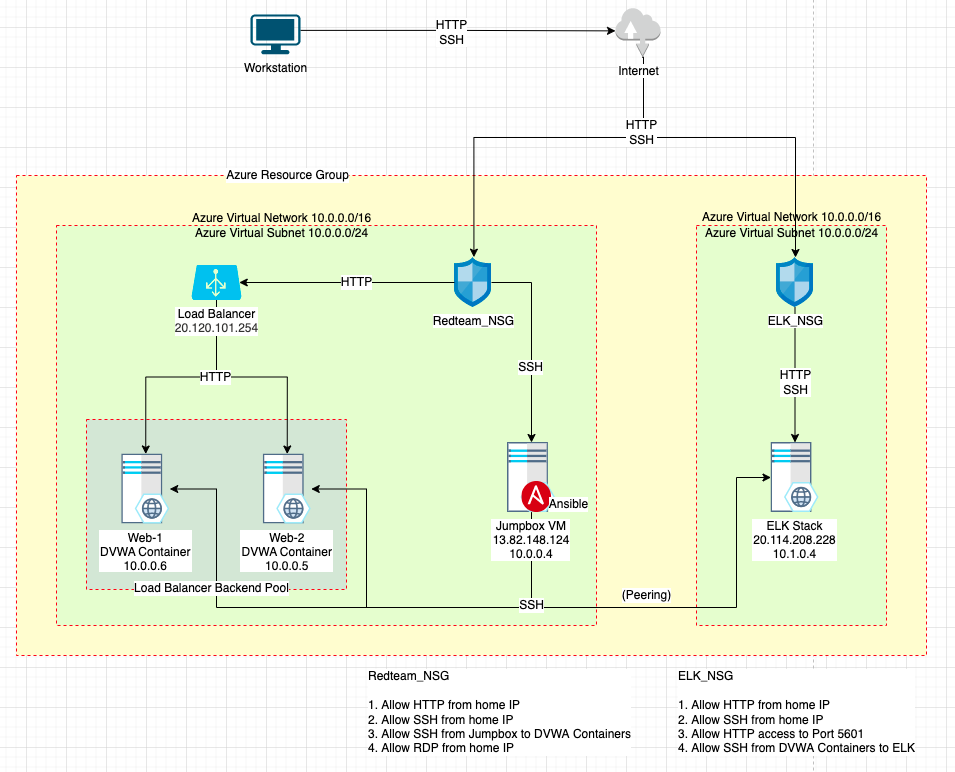 HTTP
SSH
Workstation
Internet
HTTP
SSH
Azure Resource Group
Azure Virtual Network 10.0.0.0/16
Azure Virtual Subnet 10.0.0.0/24
Azure Virtual Network 10.0.0.0/16
Azure Virtual Subnet 10.0.0.0/24
HTTP
Load Balancer
20.120.101.254
Redteam_NSG
ELK_NSG
SSH
HTTP
HTTP
SSH
Ansible
Web-1
DVWA Container
10.0.0.6
Web-2
DVWA Container
10.0.0.5
Jumpbox VM
13.82.148.124
10.0.0.4
ELK Stack
20.114.208.228
10.1.0.4
Load Balancer Backend Pool
SSH
(Peering)
Redteam_NSG
1. Allow HTTP from home IP
2. Allow SSH from home IP
3. Allow SSH from Jumpbox to DVWA Containers
4. Allow RDP from home IP
ELK_NSG
1. Allow HTTP from home IP
2. Allow SSH from home IP
3. Allow HTTP access to Port 5601
4. Allow SSH from DVWA Containers to ELK